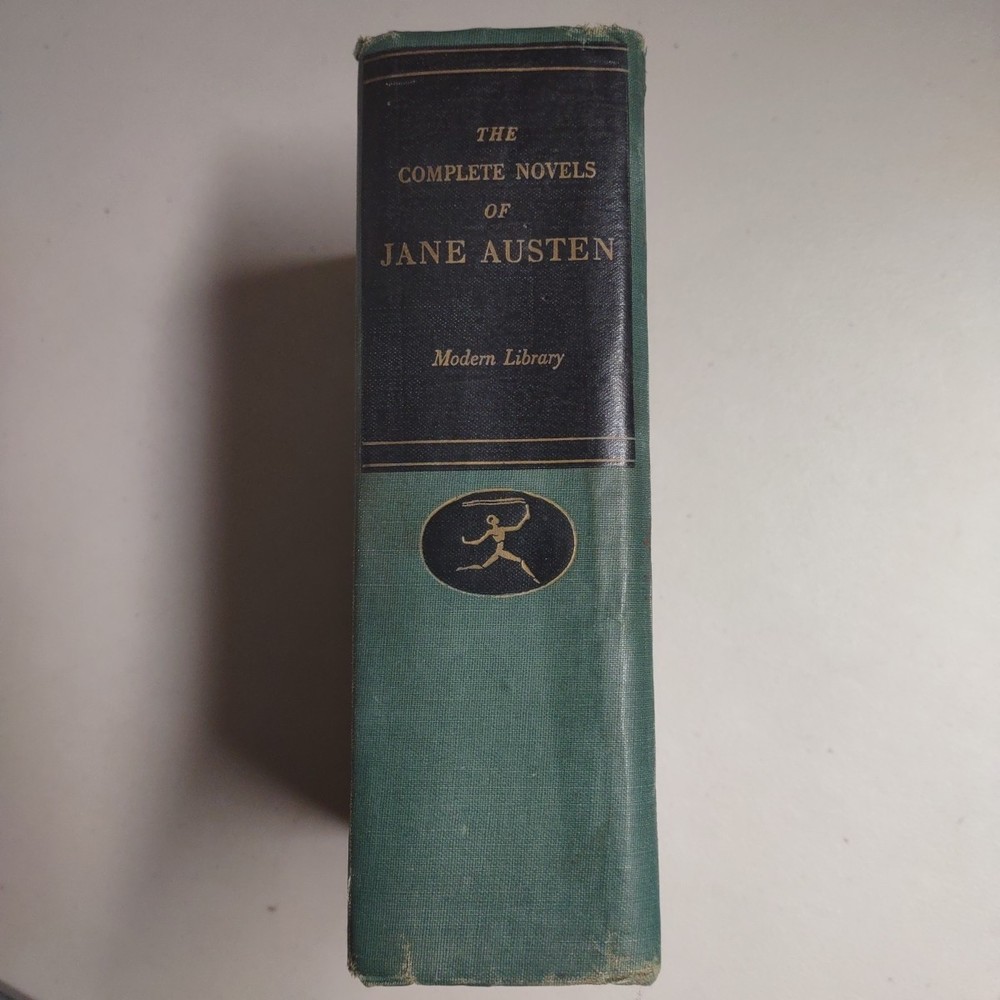 THE
COMPLETE NOVELS
OF
JANE AUSTEN
Modern Library